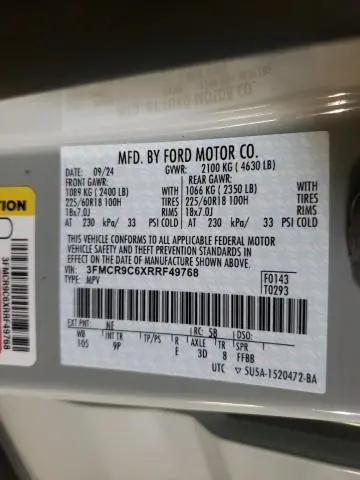 MFD. BY FORD MOTOR CO.
DATE: 09/24 GVWR: 2100 KG (4630 LB)
FRONT GAWR: REAR GAWR:
1089 KG (2400 LB) 1066 KG (2350 LB)
225/60R18 100H TIRES 225/60R18 100H TIRES
18x7.0J RIMS 18x7.0J RIMS
AT 230 kPa/ 33 PSI COLD AT 230 kPa/ 33 PSI COLD
THIS VEHICLE CONFORMS TO ALL APPLICABLE FEDERAL MOTOR
VEHICLE SAFETY AND THEFT PREVENTION STANDARDS IN EFFECT
ON THE DATE OF MANUFACTURE SHOWN ABOVE.
VIN: 3FMCR9C6XRRF49768 F0143
TYPE: MPV T0293
EXT PNT: NE RC: SB DSO:
WB INT TR TP/PS R AXLE TR SPR
105 9P E 3D 8 FFBB
UTC 5U5A-1520472-BA
TION
3FMCR9C6XRRF49768